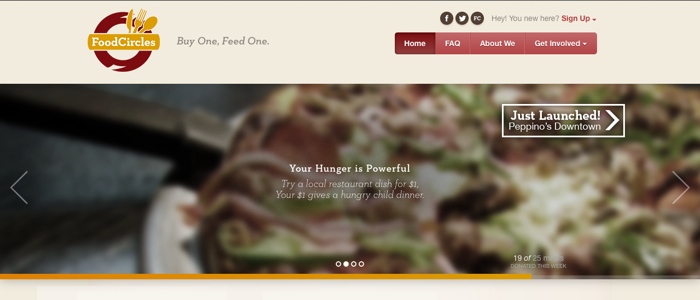 FoodCircles
Buy One, Feed One.
f
FC
Hey! You new here? Sign Up
Home
FAQ
About We
Get Involved
Just Launched!
Peppino's Downtown
Your Hunger is Powerful
Try a local restaurant dish for $1,
Your $1 gives a hungry child dinner.
19 of 25
DONATED THIS WEEK